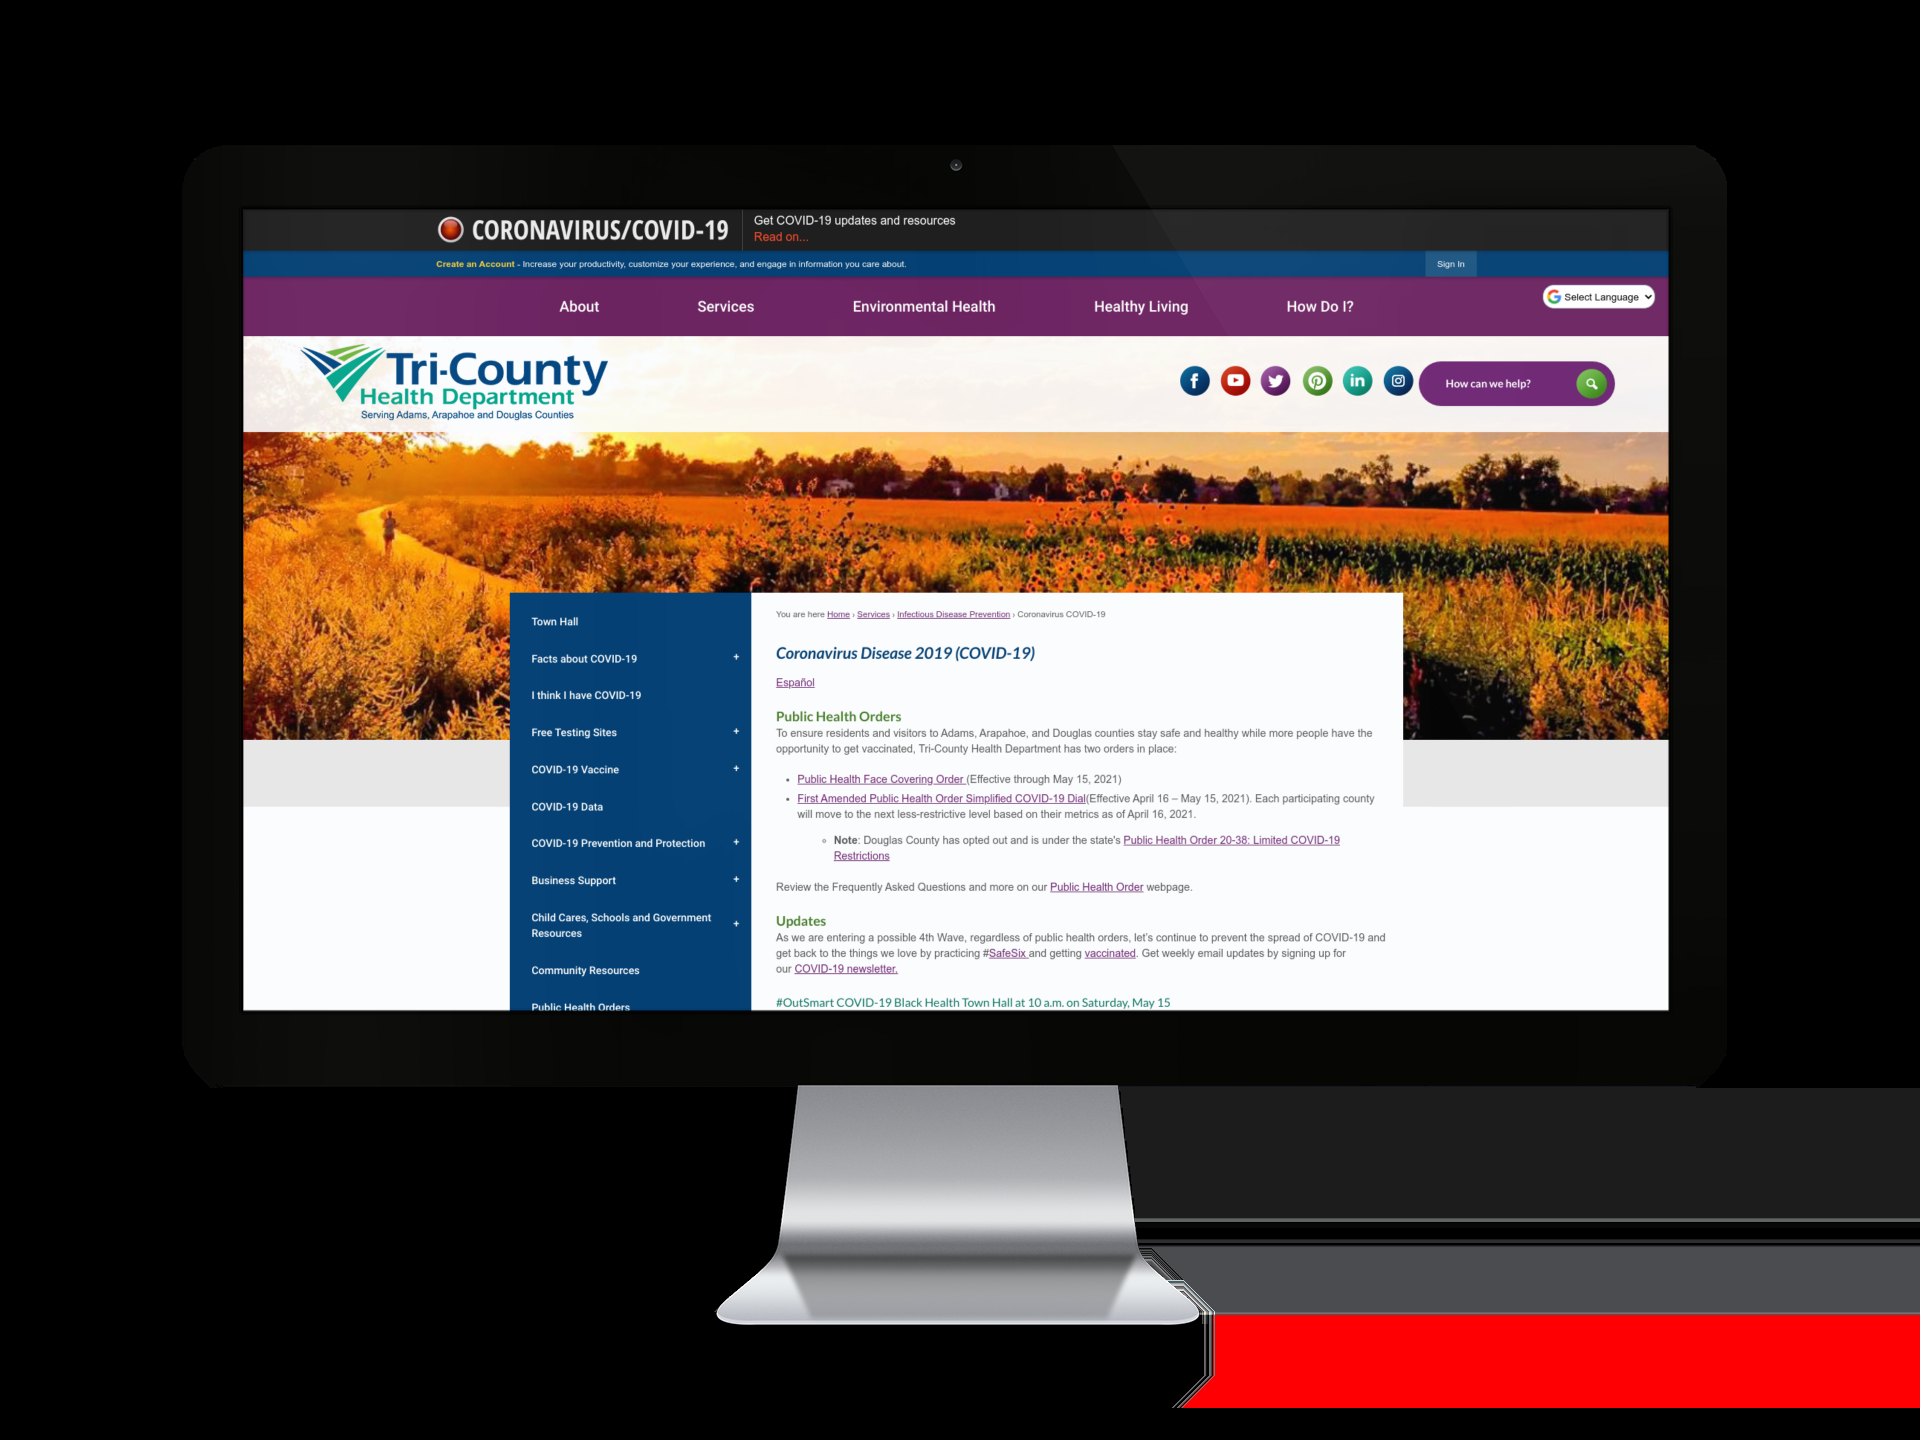 CORONAVIRUS/COVID-19
Get COVID-19 updates and resources
Read on...
Create an Account - Increase your productivity, customize your experience, and engage in information you care about.
Sign In
About
Services
Environmental Health
Healthy Living
How Do I?
Select Language
Tri-County
Health Department
Serving Adams, Arapahoe and Douglas Counties
How can we help?
Town Hall
Facts about COVID-19 +
I think I have COVID-19
Free Testing Sites +
COVID-19 Vaccine +
COVID-19 Data
COVID-19 Prevention and Protection +
Business Support +
Child Cares, Schools and Government +
Resources
Community Resources
Public Health Orders
You are here Home › Services › Infectious Disease Prevention › Coronavirus COVID-19
Coronavirus Disease 2019 (COVID-19)
Español
Public Health Orders
To ensure residents and visitors to Adams, Arapahoe, and Douglas counties stay safe and healthy while more people have the
opportunity to get vaccinated, Tri-County Health Department has two orders in place:
• Public Health Face Covering Order (Effective through May 15, 2021)
• First Amended Public Health Order Simplified COVID-19 Dial(Effective April 16 – May 15, 2021). Each participating county
will move to the next less-restrictive level based on their metrics as of April 16, 2021.
◦ Note: Douglas County has opted out and is under the state's Public Health Order 20-38: Limited COVID-19
Restrictions
Review the Frequently Asked Questions and more on our Public Health Order webpage.
Updates
As we are entering a possible 4th Wave, regardless of public health orders, let's continue to prevent the spread of COVID-19 and
get back to the things we love by practicing #SafeSix and getting vaccinated. Get weekly email updates by signing up for
our COVID-19 newsletter.
#OutSmart COVID-19 Black Health Town Hall at 10 a.m. on Saturday, May 15